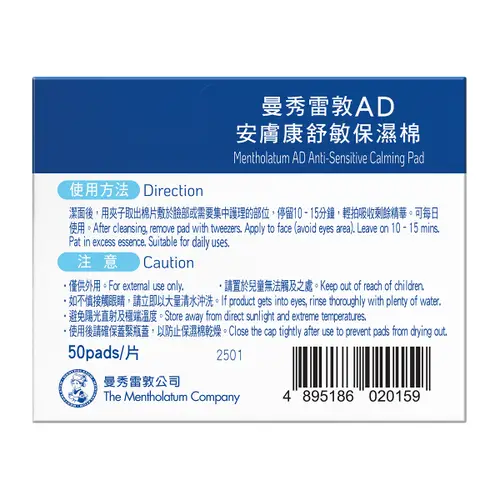 曼秀雷敦AD
安膚康舒敏保濕棉
Mentholatum AD Anti-Sensitive Calming Pad
使用方法 Direction
潔面後，用夾子取出棉片敷於臉部或需要集中護理的部位，停留10-15分鐘，輕拍吸收剩餘精華。可每日
使用。After cleansing, remove pad with tweezers. Apply to face (avoid eyes area). Leave on 10 - 15 mins.
Pat in excess essence. Suitable for daily uses.
注 意 Caution
・僅供外用。For external use only. ・請置於兒童無法觸及之處。Keep out of reach of children.
・如不慎接觸眼睛，請立即以大量清水沖洗。If product gets into eyes, rinse thoroughly with plenty of water.
・避免陽光直射及極端溫度。Store away from direct sunlight and extreme temperatures.
・使用後請確保蓋緊瓶蓋，以防止保濕棉乾燥。Close the cap tightly after use to prevent pads from drying out.
50pads/片 2501
曼秀雷敦公司
The Mentholatum Company
4 895186 020159